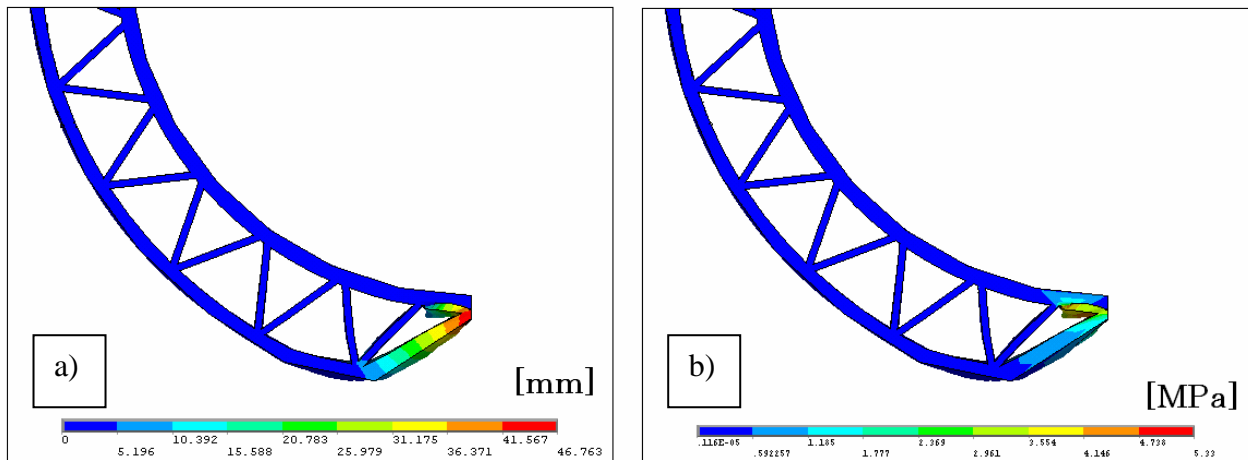 a)
[mm]
0 10.392 20.783 31.175 41.567
5.196 15.588 25.979 36.371 46.763
b)
[MPa]
.116E-05 1.185 2.369 3.554 4.738
.592257 1.777 2.961 4.146 5.33